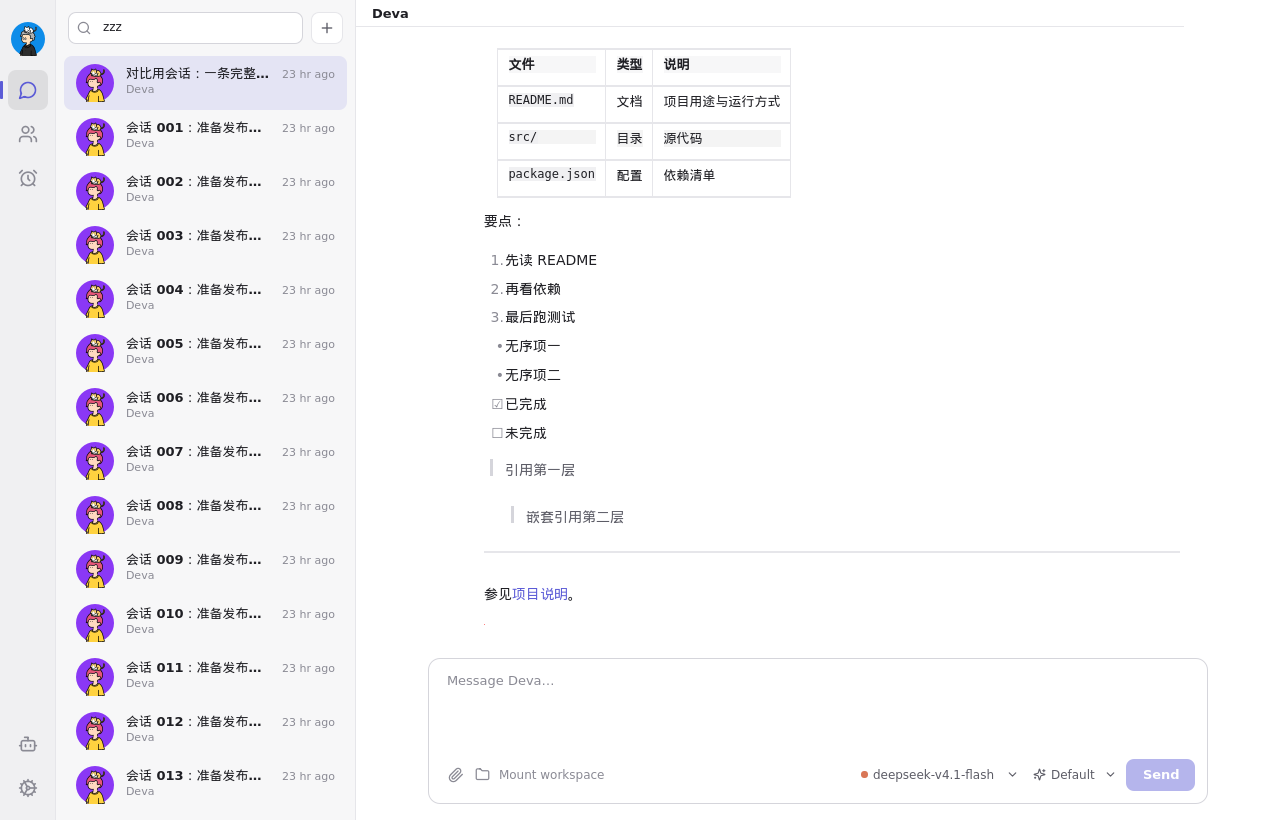 zzz
对比用会话：一条完整… 23 hr ago
Deva
会话 001：准备发布… 23 hr ago
Deva
会话 002：准备发布… 23 hr ago
Deva
会话 003：准备发布… 23 hr ago
Deva
会话 004：准备发布… 23 hr ago
Deva
会话 005：准备发布… 23 hr ago
Deva
会话 006：准备发布… 23 hr ago
Deva
会话 007：准备发布… 23 hr ago
Deva
会话 008：准备发布… 23 hr ago
Deva
会话 009：准备发布… 23 hr ago
Deva
会话 010：准备发布… 23 hr ago
Deva
会话 011：准备发布… 23 hr ago
Deva
会话 012：准备发布… 23 hr ago
Deva
会话 013：准备发布… 23 hr ago
Deva
Deva
文件 类型 说明
README.md 文档 项目用途与运行方式
src/ 目录 源代码
package.json 配置 依赖清单
要点：
1. 先读 README
2. 再看依赖
3. 最后跑测试
• 无序项一
• 无序项二
☑ 已完成
☐ 未完成
引用第一层
嵌套引用第二层
参见项目说明。
Message Deva...
Mount workspace deepseek-v4.1-flash Default Send